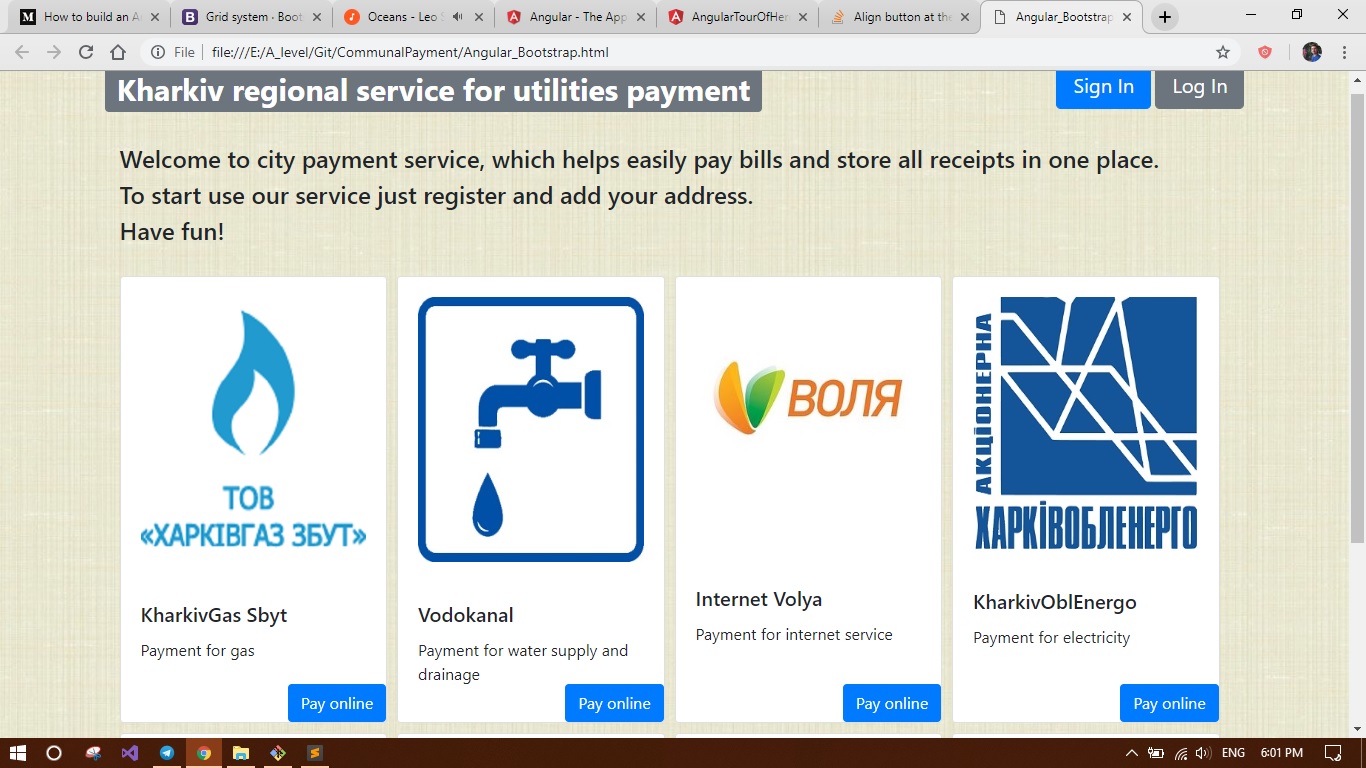 How to build an A
Grid system · Boot
Oceans - Leo S
Angular - The App
AngularTourOfHer
Align button at the
Angular_Bootstrap
File
file:///E:/A_level/Git/CommunalPayment/Angular_Bootstrap.html
Kharkiv regional service for utilities payment
Sign In
Log In
Welcome to city payment service, which helps easily pay bills and store all receipts in one place.
To start use our service just register and add your address.
Have fun!
ТОВ
«ХАРКІВГАЗ ЗБУТ»
ВОЛЯ
АКЦІОНЕРНА
ХАРКІВОБЛЕНЕРГО
KharkivGas Sbyt
Payment for gas
Pay online
Vodokanal
Payment for water supply and
drainage
Pay online
Internet Volya
Payment for internet service
Pay online
KharkivOblEnergo
Payment for electricity
Pay online
ENG
6:01 PM